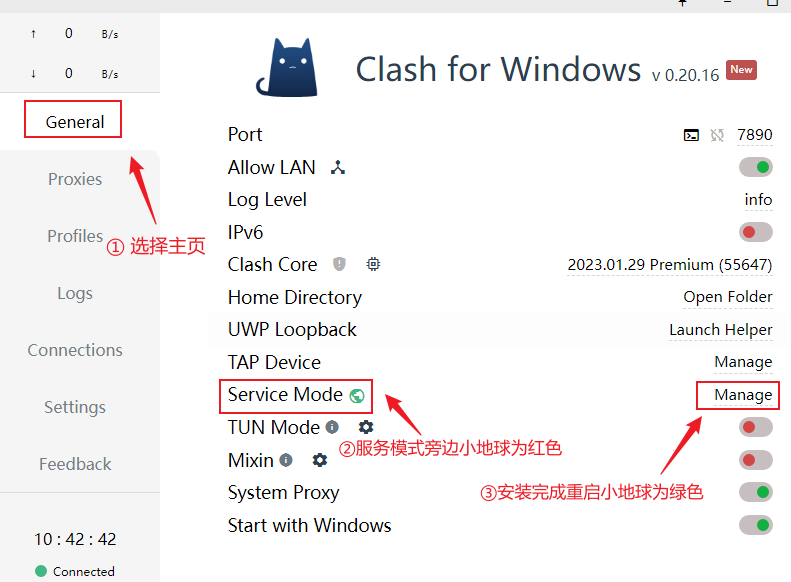 ↑ 0 B/s
↓ 0 B/s
General
Proxies
Profiles
Logs
Connections
Settings
Feedback
10 : 42 : 42
Connected
① 选择主页
Clash for Windows v 0.20.16 New
Port 7890
Allow LAN
Log Level info
IPv6
Clash Core 2023.01.29 Premium (55647)
Home Directory Open Folder
UWP Loopback Launch Helper
TAP Device Manage
Service Mode Manage
TUN Mode
②服务模式旁边小地球为红色
Mixin
System Proxy
③安装完成重启小地球为绿色
Start with Windows